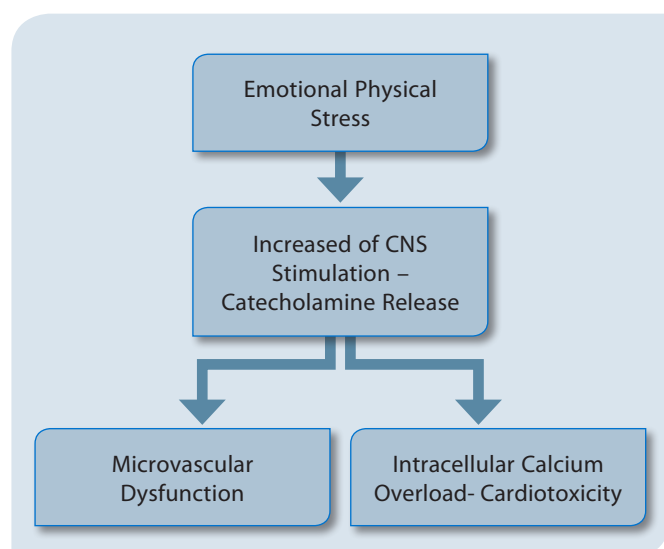 Emotional Physical
Stress
Increased of CNS
Stimulation –
Catecholamine Release
Microvascular
Dysfunction
Intracellular Calcium
Overload- Cardiotoxicity